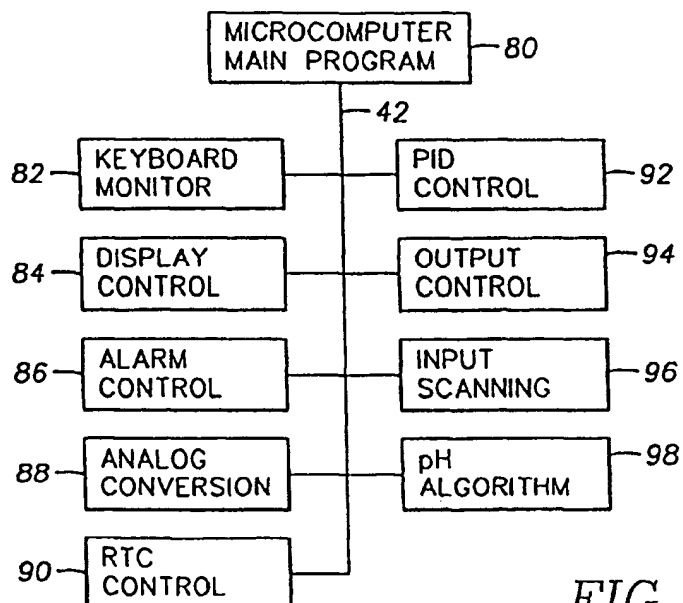 MICROCOMPUTER
MAIN PROGRAM
80
42
82
KEYBOARD
MONITOR
PID
CONTROL
92
84
DISPLAY
CONTROL
OUTPUT
CONTROL
94
86
ALARM
CONTROL
INPUT
SCANNING
96
88
ANALOG
CONVERSION
pH
ALGORITHM
98
90
RTC
CONTROL
FIG